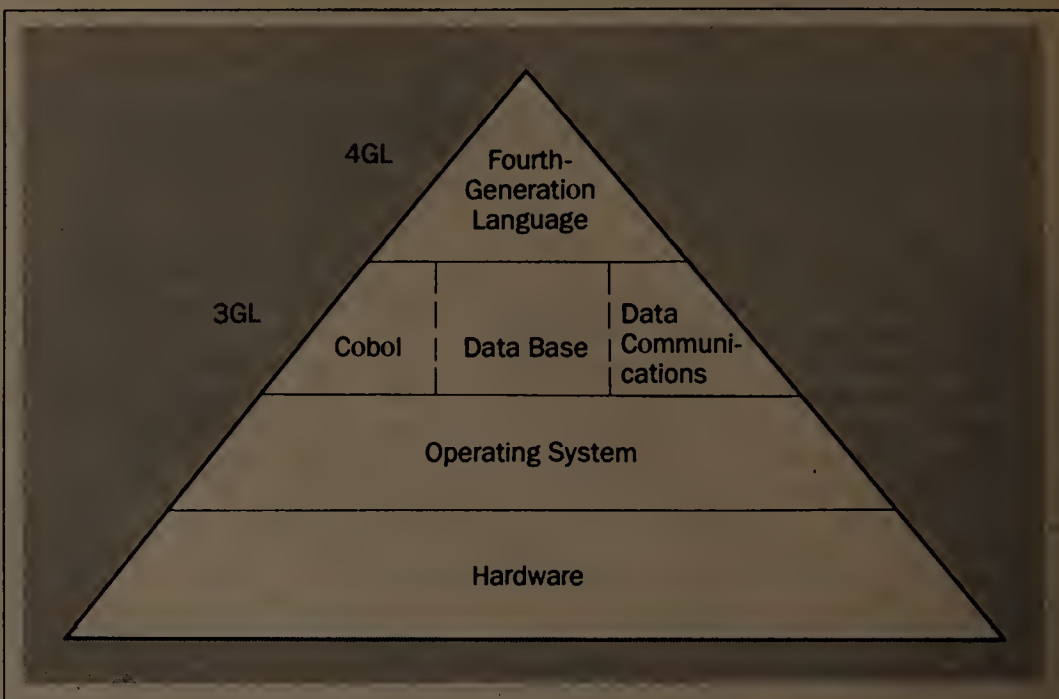 4GL
Fourth-
Generation
Language
3GL
Cobol
Data Base
Data
Communi-
cations
Operating System
Hardware